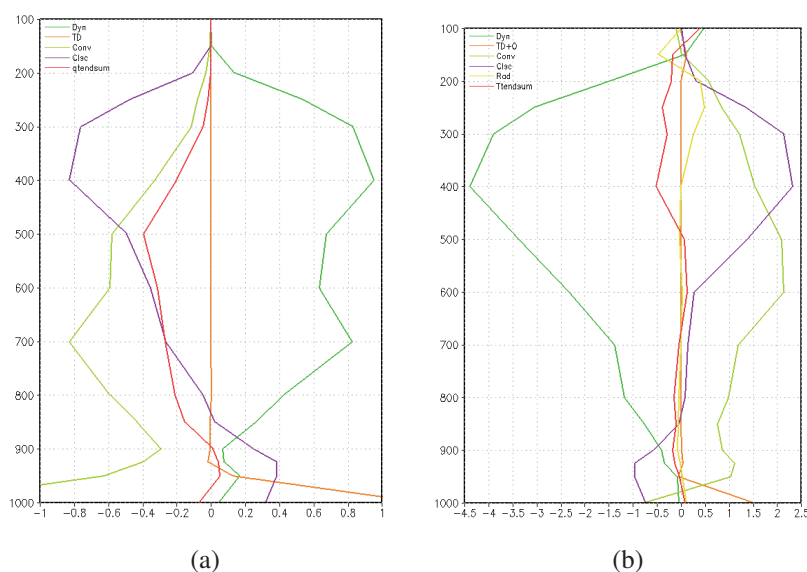 Dyn
TD
Conv
Clsc
qtendsum
100
200
300
400
500
600
700
800
900
1000
-1 -0.8 -0.6 -0.4 -0.2 0 0.2 0.4 0.6 0.8 1
(a)
Dyn
TD+Q
Conv
Clsc
Rad
Ttendsum
100
200
300
400
500
600
700
800
900
1000
-4.5 -4 -3.5 -3 -2.5 -2 -1.5 -1 -0.5 0 0.5 1 1.5 2 2.5
(b)